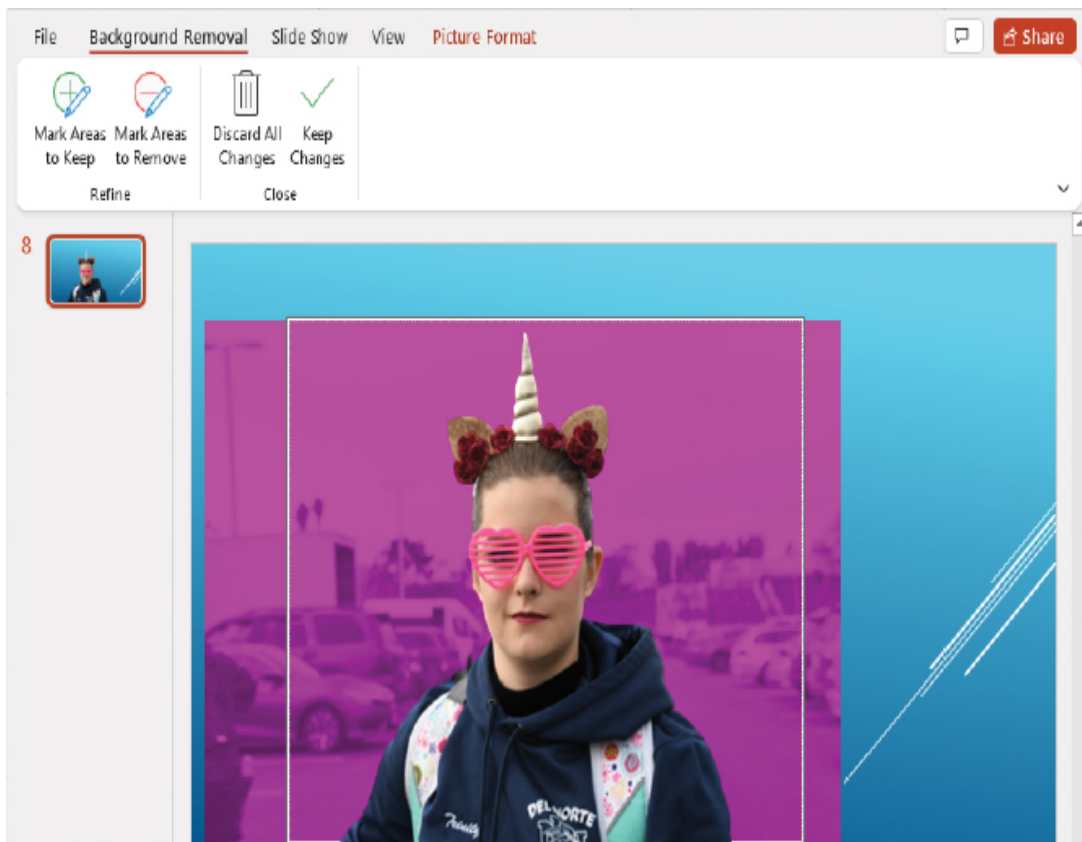 File Background Removal Slide Show View Picture Format Share
Mark Areas Mark Areas Discard All Keep
to Keep to Remove Changes Changes
Refine Close
8
Trinity
DEL NORTE